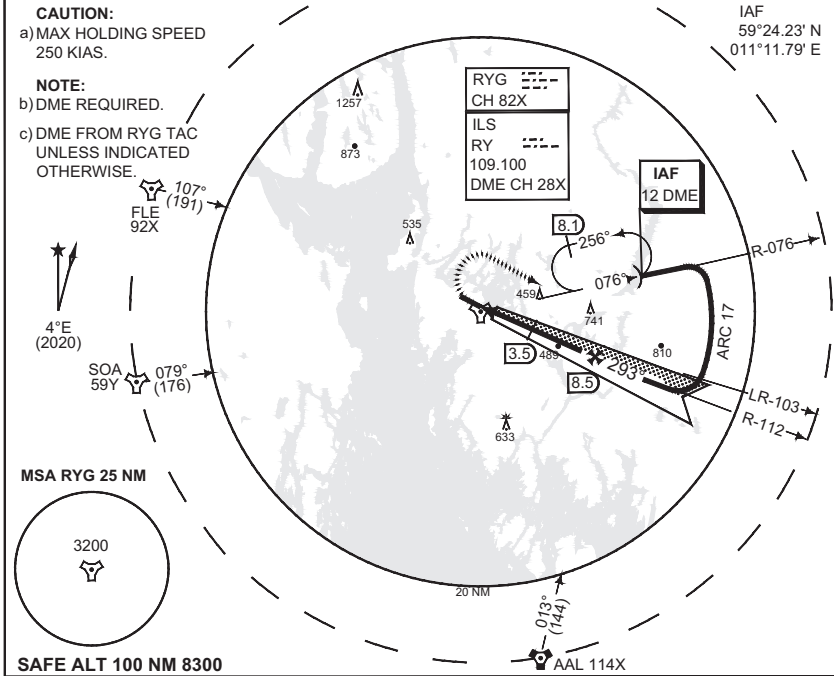 CAUTION:
a) MAX HOLDING SPEED
250 KIAS.
NOTE:
b) DME REQUIRED.
c) DME FROM RYG TAC
UNLESS INDICATED
OTHERWISE.
IAF
59°24.23' N
011°11.79' E
RYG
CH 82X
ILS
RY
109.100
DME CH 28X
IAF
12 DME
1257
873
107°
(191)
FLE
92X
535
8.1
256°
R-076
076°
459
741
4°E
(2020)
ARC 17
3.5
489
810
293°
8.5
SOA
59Y
079°
(176)
LR-103
R-112
633
MSA RYG 25 NM
3200
20 NM
013°
(144)
AAL 114X
SAFE ALT 100 NM 8300